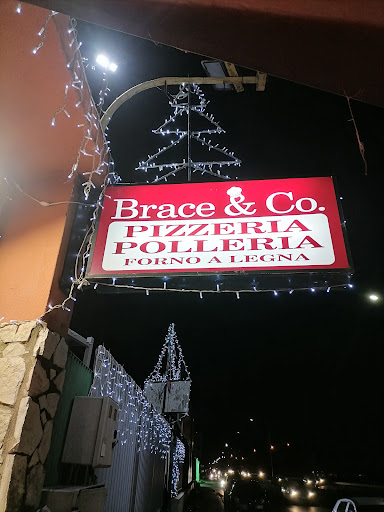 Brace & Co.
PIZZERIA
POLLERIA
FORNO A LEGNA